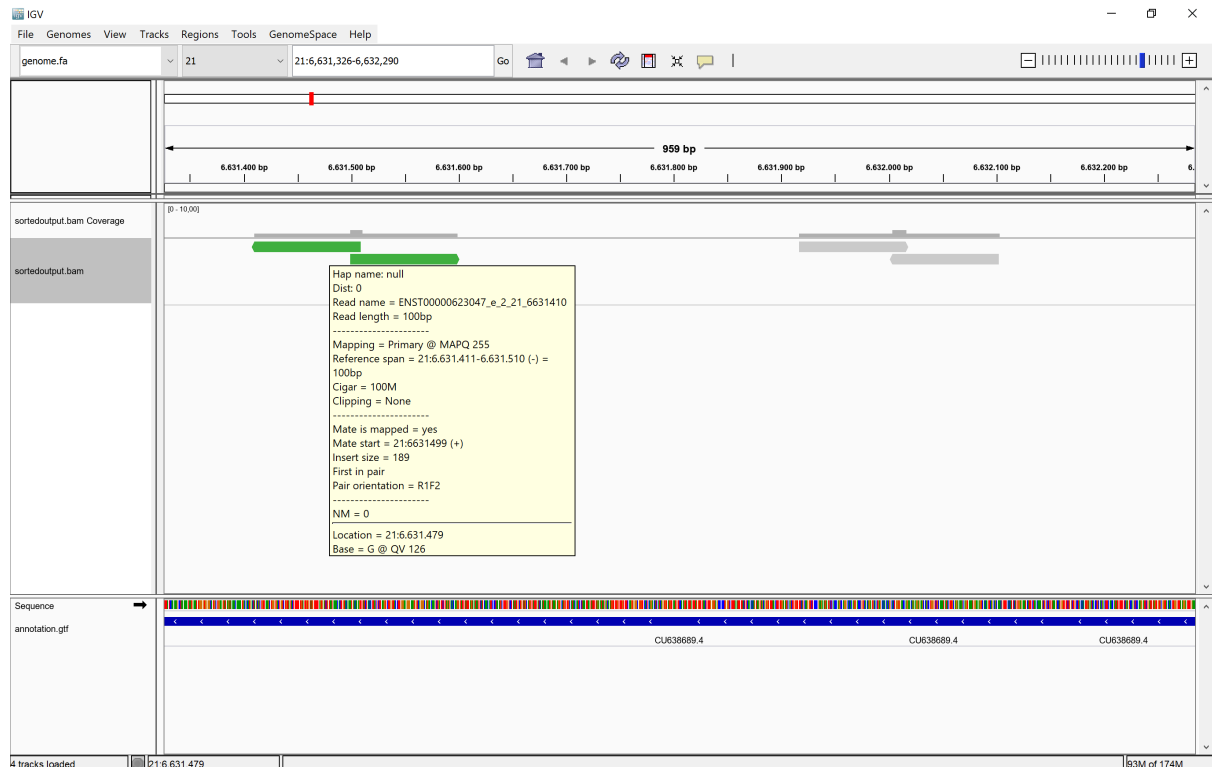 IGV
File Genomes View Tracks Regions Tools GenomeSpace Help
genome.fa 21 21:6,631,326-6,632,290 Go
959 bp
6.631.400 bp 6.631.500 bp 6.631.600 bp 6.631.700 bp 6.631.800 bp 6.631.900 bp 6.632.000 bp 6.632.100 bp 6.632.200 bp 6.
sortedoutput.bam Coverage
[0 - 10,00]
sortedoutput.bam
Hap name: null
Dist: 0
Read name = ENST00000623047_e_2_21_6631410
Read length = 100bp
----------------------
Mapping = Primary @ MAPQ 255
Reference span = 21:6.631.411-6.631.510 (-) =
100bp
Cigar = 100M
Clipping = None
----------------------
Mate is mapped = yes
Mate start = 21:6631499 (+)
Insert size = 189
First in pair
Pair orientation = R1F2
----------------------
NM = 0
Location = 21:6.631.479
Base = G @ QV 126
Sequence
annotation.gtf
CU638689.4 CU638689.4 CU638689.4
4 tracks loaded 21:6.631.479 93M of 174M